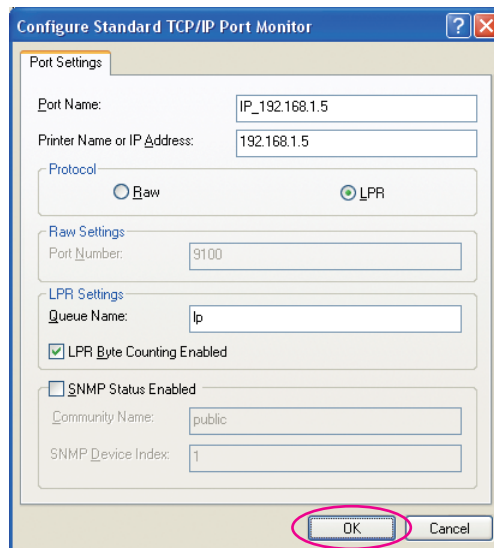 Configure Standard TCP/IP Port Monitor
Port Settings
Port Name: IP_192.168.1.5
Printer Name or IP Address: 192.168.1.5
Protocol
Raw LPR
Raw Settings
Port Number: 9100
LPR Settings
Queue Name: lp
LPR Byte Counting Enabled
SNMP Status Enabled
Community Name: public
SNMP Device Index: 1
OK Cancel